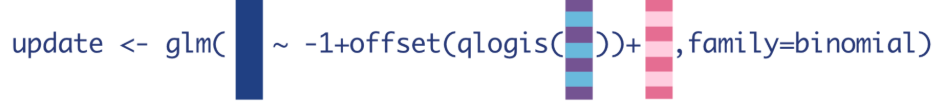 update <- glm( ~ -1+offset(qlogis( ))+ ,family=binomial)